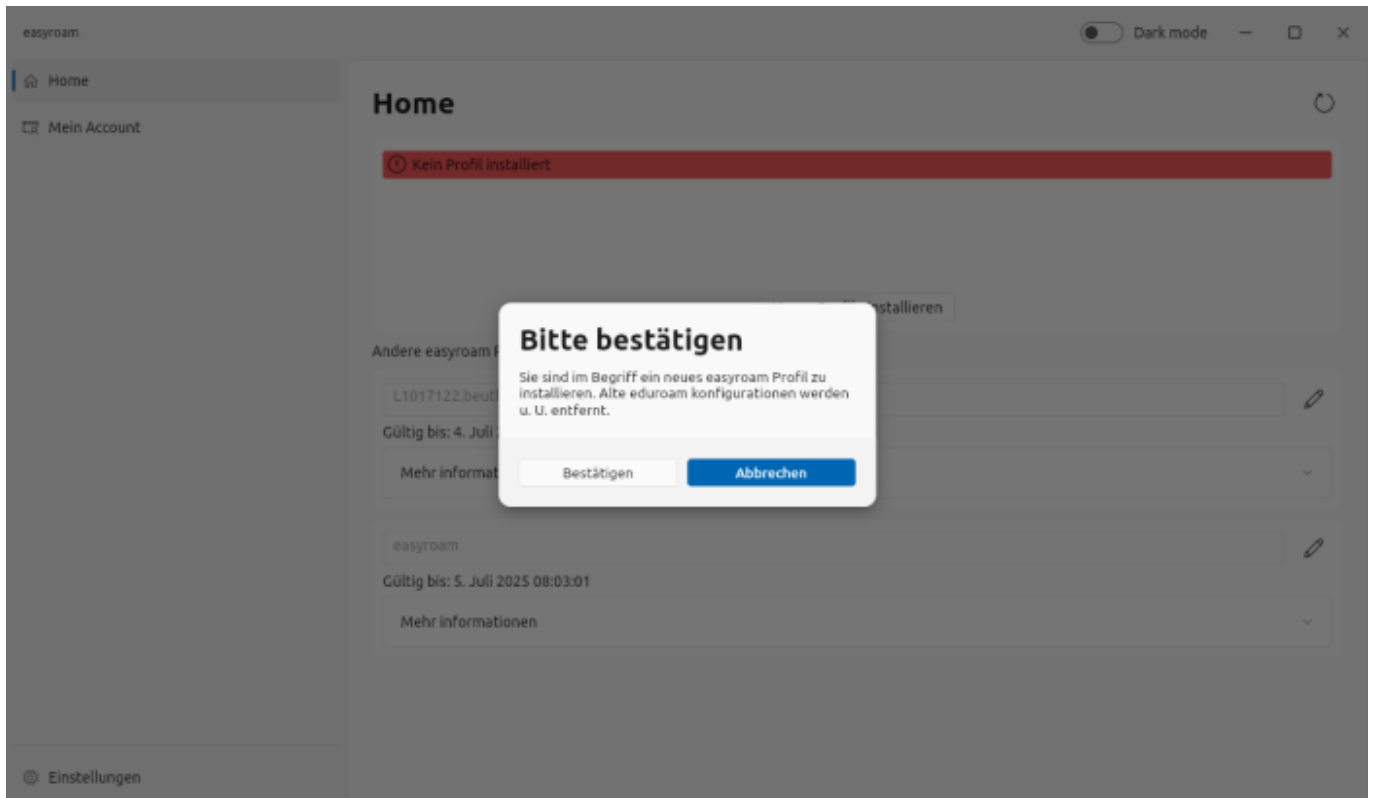 easyroam
Dark mode
Home
Mein Account
Home
Kein Profil installiert
installieren
Andere easyroam
Bitte bestätigen
Sie sind im Begriff ein neues easyroam Profil zu
installieren. Alte eduroam konfigurationen werden
u. U. entfernt.
Bestätigen
Abbrechen
Gültig bis: 4. Juli
Mehr informat
easyroam
Gültig bis: 5. Juli 2025 08:03:01
Mehr informationen
Einstellungen